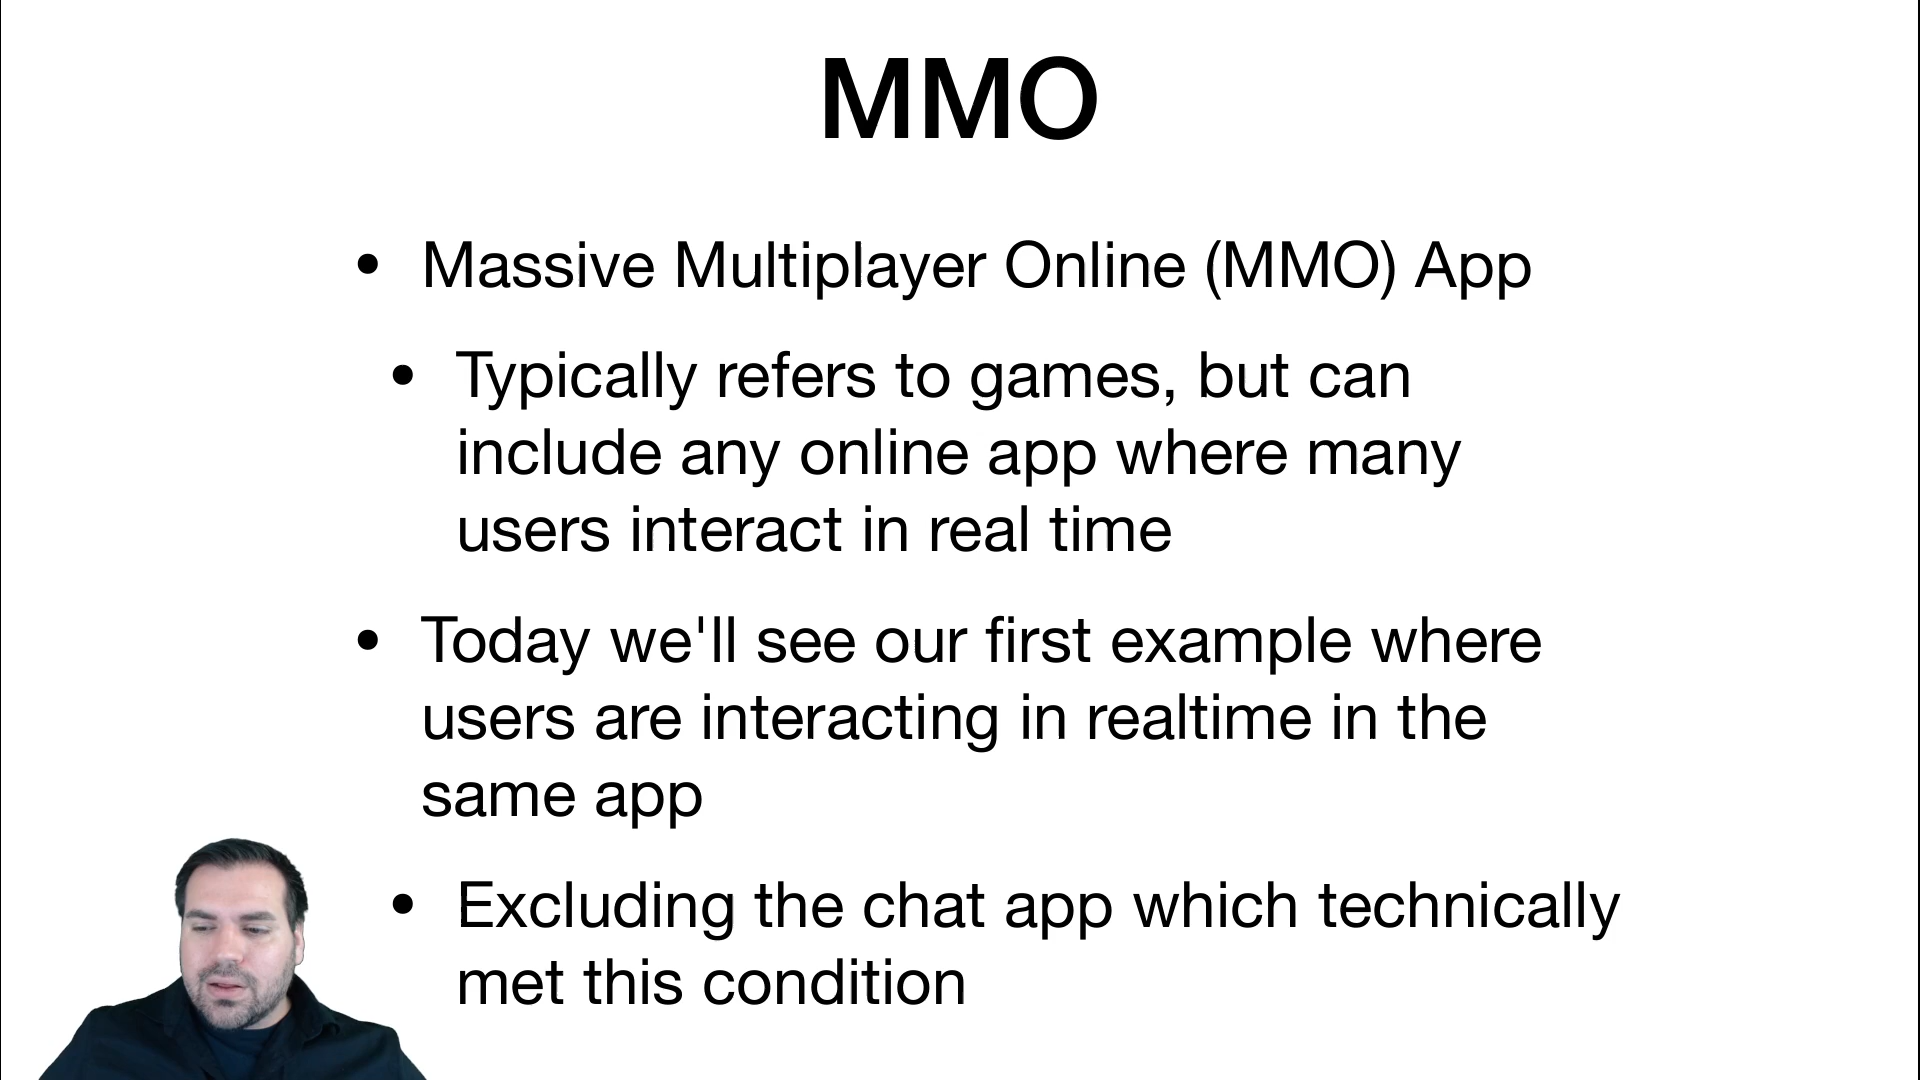 MMO
• Massive Multiplayer Online (MMO) App
• Typically refers to games, but can
include any online app where many
users interact in real time
• Today we'll see our first example where
users are interacting in realtime in the
same app
• Excluding the chat app which technically
met this condition